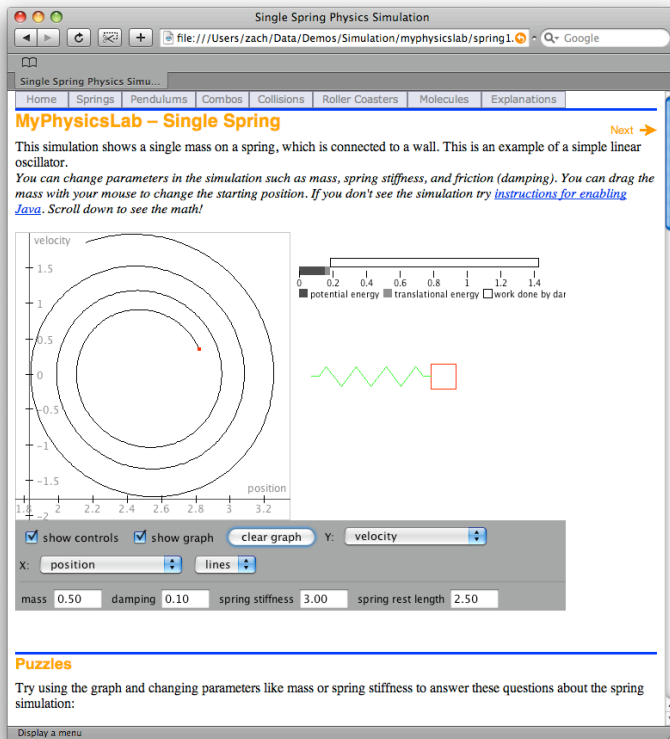 Single Spring Physics Simulation
file:///Users/zach/Data/Demos/Simulation/myphysicslab/spring1.
Google
Single Spring Physics Simu...
Home Springs Pendulums Combos Collisions Roller Coasters Molecules Explanations
MyPhysicsLab – Single Spring
Next
This simulation shows a single mass on a spring, which is connected to a wall. This is an example of a simple linear
oscillator.
You can change parameters in the simulation such as mass, spring stiffness, and friction (damping). You can drag the
mass with your mouse to change the starting position. If you don't see the simulation try instructions for enabling
Java. Scroll down to see the math!
velocity
1.5
1
0.5
0
-0.5
-1
-1.5
-2
position
1.8 2 2.2 2.4 2.6 2.8 3 3.2
0 0.2 0.4 0.6 0.8 1 1.2 1.4
potential energy translational energy work done by dar
show controls show graph clear graph Y: velocity
X: position lines
mass 0.50 damping 0.10 spring stiffness 3.00 spring rest length 2.50
Puzzles
Try using the graph and changing parameters like mass or spring stiffness to answer these questions about the spring
simulation:
Display a menu